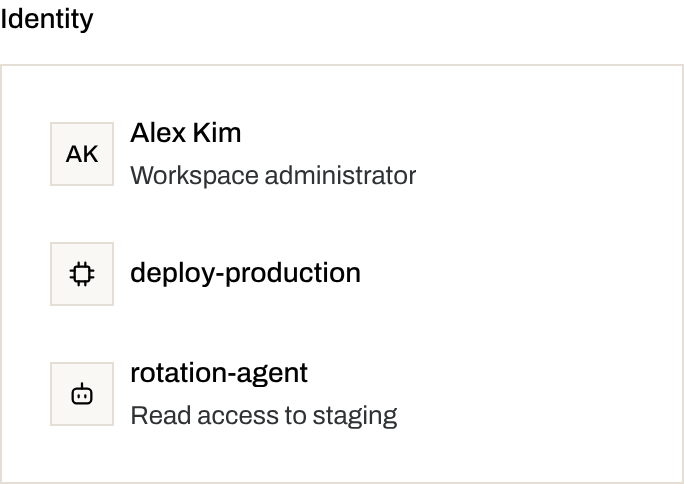 Identity
AK
Alex Kim
Workspace administrator
deploy-production
rotation-agent
Read access to staging